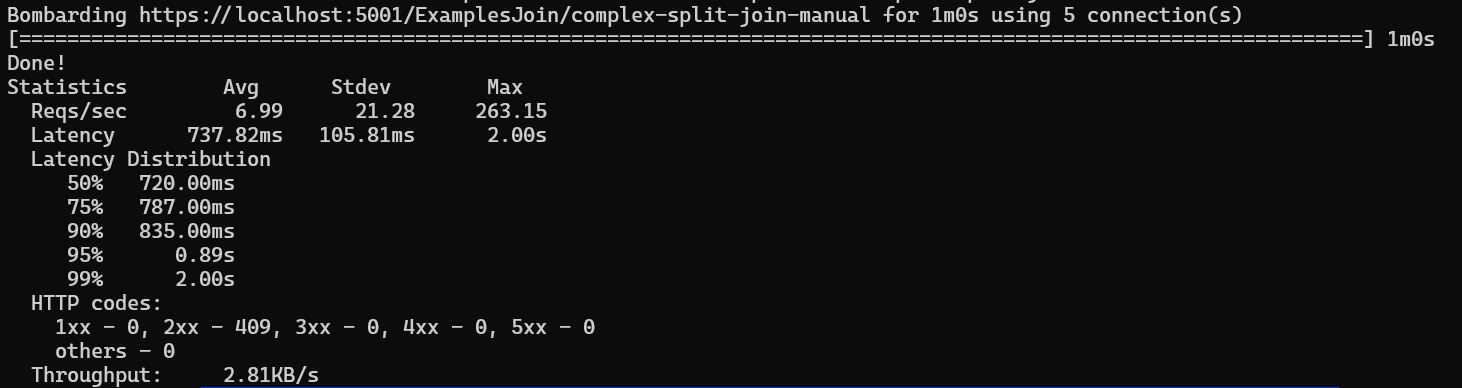 Bombarding https://localhost:5001/ExamplesJoin/complex-split-join-manual for 1m0s using 5 connection(s)
[================================================================================================================] 1m0s
Done!
Statistics        Avg      Stdev        Max
  Reqs/sec         6.99      21.28     263.15
  Latency     737.82ms   105.81ms      2.00s
  Latency Distribution
     50%   720.00ms
     75%   787.00ms
     90%   835.00ms
     95%      0.89s
     99%      2.00s
  HTTP codes:
    1xx - 0, 2xx - 409, 3xx - 0, 4xx - 0, 5xx - 0
    others - 0
  Throughput:     2.81KB/s